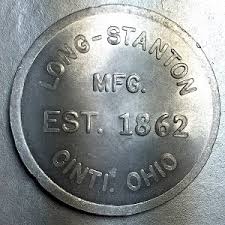 LONG-STANTON
MFG.
EST. 1862
CINTI. OHIO